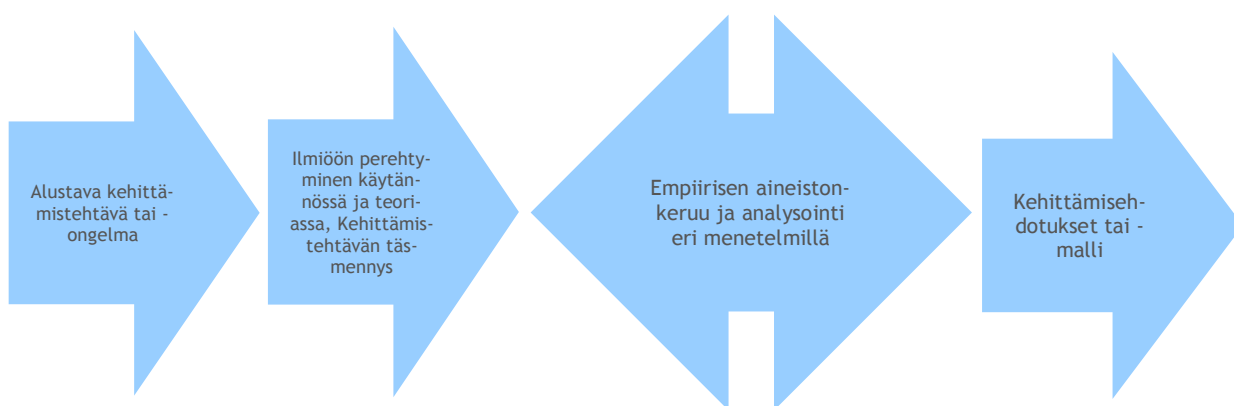 Alustava kehittä-
mistehtävä tai -
ongelma
Ilmiöön perehty-
minen käytän-
nössä ja teori-
assa, Kehittämis-
tehtävän täs-
mennys
Empiirisen aineiston-
keruu ja analysointi
eri menetelmillä
Kehittämiseh-
dotukset tai -
malli